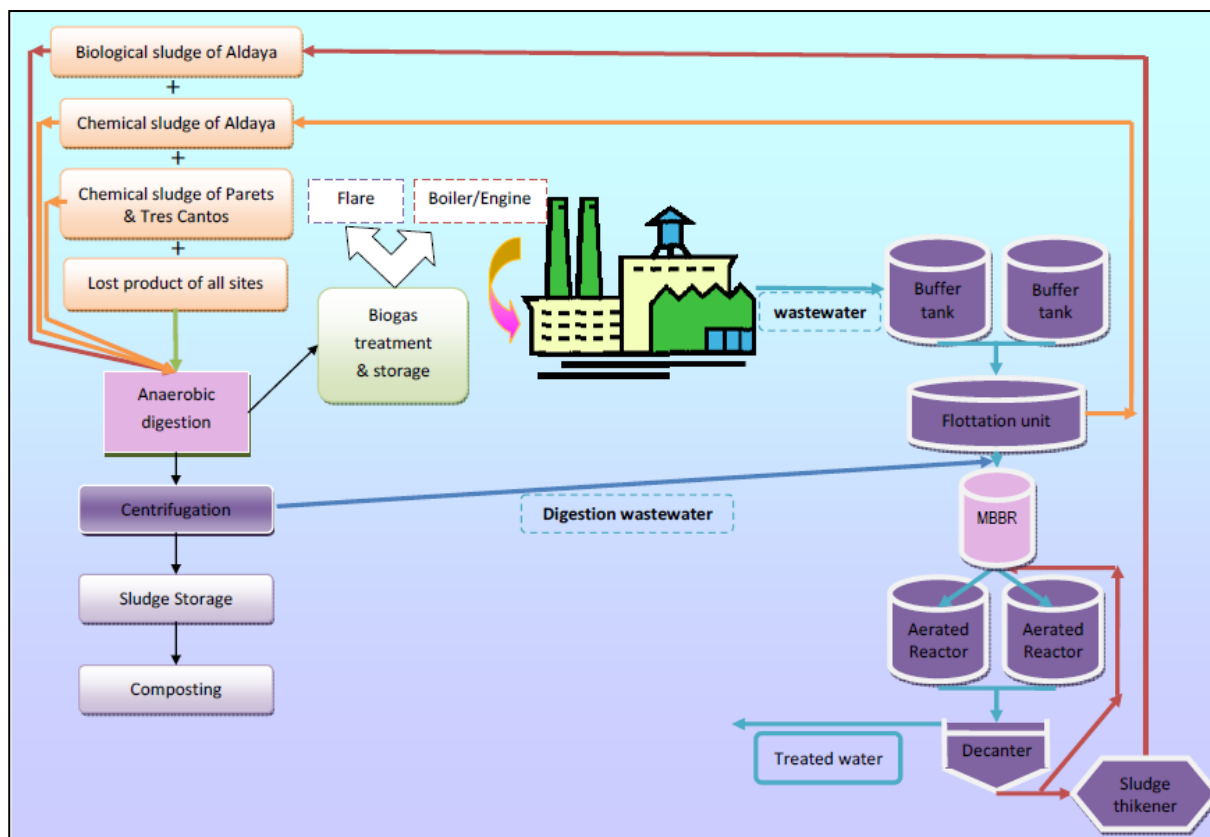 Biological sludge of Aldaya
+
Chemical sludge of Aldaya
+
Chemical sludge of Parets
& Tres Cantos
+
Lost product of all sites
Flare
Boiler/Engine
Biogas
treatment
& storage
Anaerobic
digestion
Centrifugation
Sludge Storage
Composting
wastewater
Digestion wastewater
Buffer
tank
Buffer
tank
Flottation unit
MBBR
Aerated
Reactor
Aerated
Reactor
Decanter
Treated water
Sludge
thikener